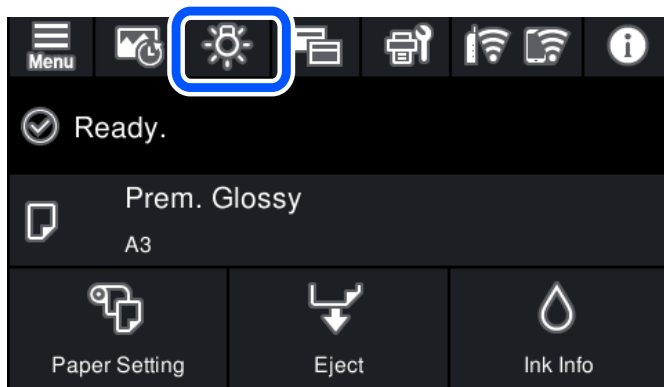 Menu
Ready.
Prem. Glossy
A3
Paper Setting
Eject
Ink Info